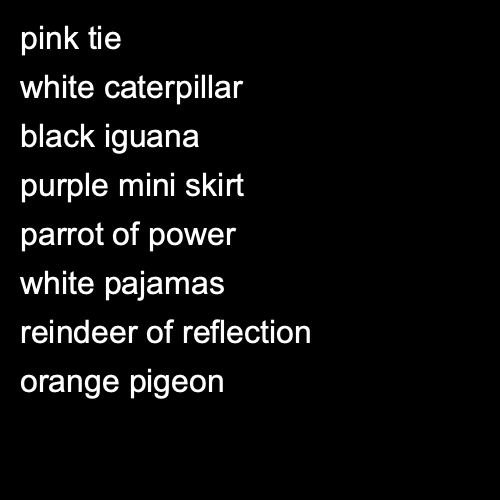 pink tie
white caterpillar
black iguana
purple mini skirt
parrot of power
white pajamas
reindeer of reflection
orange pigeon